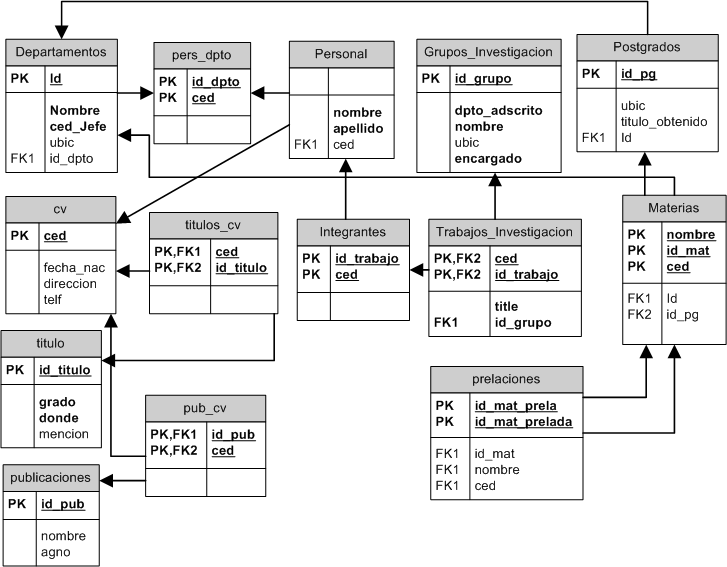 Departamentos
PK Id
Nombre
ced_Jefe
ubic
FK1 id_dpto
pers_dpto
PK id_dpto
PK ced
Personal
nombre
apellido
FK1 ced
Grupos_Investigacion
PK id_grupo
dpto_adscrito
nombre
ubic
encargado
Postgrados
PK id_pg
ubic
titulo_obtenido
FK1 Id
cv
PK ced
fecha_nac
direccion
telf
titulos_cv
PK,FK1 ced
PK,FK2 id_titulo
Integrantes
PK id_trabajo
PK ced
Trabajos_Investigacion
PK,FK2 ced
PK,FK2 id_trabajo
title
FK1 id_grupo
Materias
PK nombre
PK id_mat
PK ced
FK1 Id
FK2 id_pg
titulo
PK id_titulo
grado
donde
mencion
pub_cv
PK,FK1 id_pub
PK,FK2 ced
prelaciones
PK id_mat_prela
PK id_mat_prelada
FK1 id_mat
FK1 nombre
FK1 ced
publicaciones
PK id_pub
nombre
agno